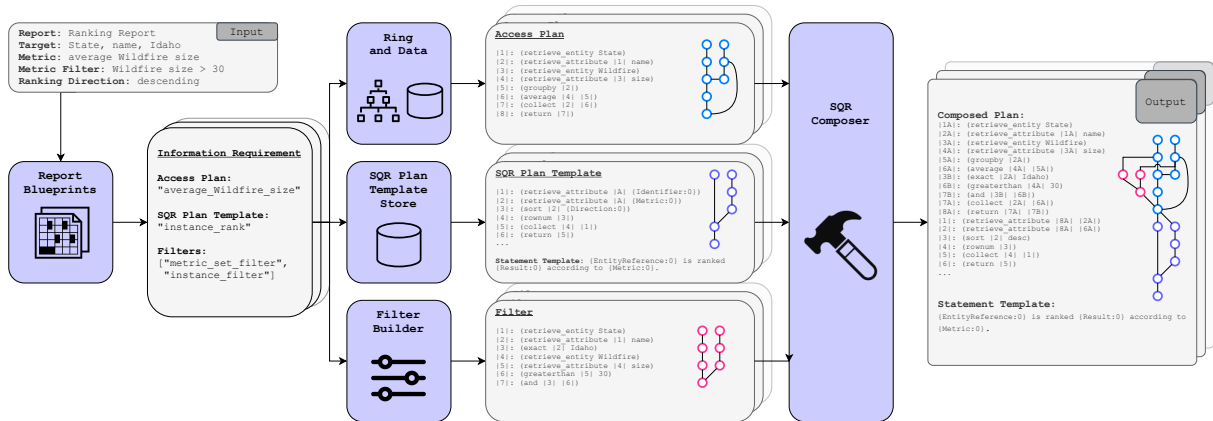 Report: Ranking Report
Target: State, name, Idaho
Metric: average Wildfire size
Metric Filter: Wildfire size > 30
Ranking Direction: descending
Input
Report
Blueprints
Information Requirement
Access Plan:
"average_Wildfire_size"
SQR Plan Template:
"instance_rank"
Filters:
["metric_set_filter",
"instance_filter"]
Ring
and Data
SQR Plan
Template
Store
Filter
Builder
Access Plan
|1|: (retrieve_entity State)
|2|: (retrieve_attribute |1| name)
|3|: (retrieve_entity Wildfire)
|4|: (retrieve_attribute |3| size)
|5|: (groupby |2|)
|6|: (average |4| |5|)
|7|: (collect |2| |6|)
|8|: (return |7|)
SQR Plan Template
|1|: (retrieve_attribute |A| {Identifier:0})
|2|: (retrieve_attribute |A| {Metric:0})
|3|: (sort |2| {Direction:0})
|4|: (rownum |3|)
|5|: (collect |4| |1|)
|6|: (return |5|)
...
Statement Template: {EntityReference:0} is ranked
{Result:0} according to {Metric:0}.
Filter
|1|: (retrieve_entity State)
|2|: (retrieve_attribute |1| name)
|3|: (exact |2| Idaho)
|4|: (retrieve_entity Wildfire)
|5|: (retrieve_attribute |4| size)
|6|: (greaterthan |5| 30)
|7|: (and |3| |6|)
SQR
Composer
Output
Composed Plan:
|1A|: (retrieve_entity State)
|2A|: (retrieve_attribute |1A| name)
|3A|: (retrieve_entity Wildfire)
|4A|: (retrieve_attribute |3A| size)
|5A|: (groupby |2A|)
|6A|: (average |4A| |5A|)
|3B|: (exact |2A| Idaho)
|6B|: (greaterthan |4A| 30)
|7B|: (and |3B| |6B|)
|7A|: (collect |2A| |6A|)
|8A|: (return |7A| |7B|)
|1|: (retrieve_attribute |8A| |2A|)
|2|: (retrieve_attribute |8A| |6A|)
|3|: (sort |2| desc)
|4|: (rownum |3|)
|5|: (collect |4| |1|)
|6|: (return |5|)
...
Statement Template:
{EntityReference:0} is ranked {Result:0} according to
{Metric:0}.